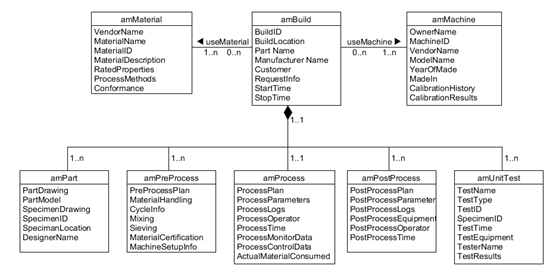 amMaterial
VendorName
MaterialName
MaterialID
MaterialDescription
RatedProperties
ProcessMethods
Conformance
useMaterial
1..n 0..n
amBuild
BuildID
BuildLocation
Part Name
Manufacturer Name
Customer
RequestInfo
StartTime
StopTime
useMachine
0..n 1..n
amMachine
OwnerName
MachineID
VendorName
ModelName
YearOfMade
MadeIn
CalibrationHistory
CalibrationResults
1..1
1..n
1..n
1..1
1..n
1..n
amPart
PartDrawing
PartModel
SpecimenDrawing
SpecimenID
SpecimanLocation
DesignerName
amPreProcess
PreProcessPlan
MaterialHandling
CycleInfo
Mixing
Sieving
MaterialCertification
MachineSetupInfo
amProcess
ProcessPlan
ProcessParameters
ProcessLogs
ProcessOperator
ProcessTime
ProcessMonitorData
ProcessControlData
ActualMaterialConsumed
amPostProcess
PostProcessPlan
PostProcessParameter
PostProcessLogs
PostProcessEquipment
PostProcessOperator
PostProcessTime
amUnitTest
TestName
TestType
TestID
SpecimenID
TestTime
TestEquipment
TesterName
TestResults